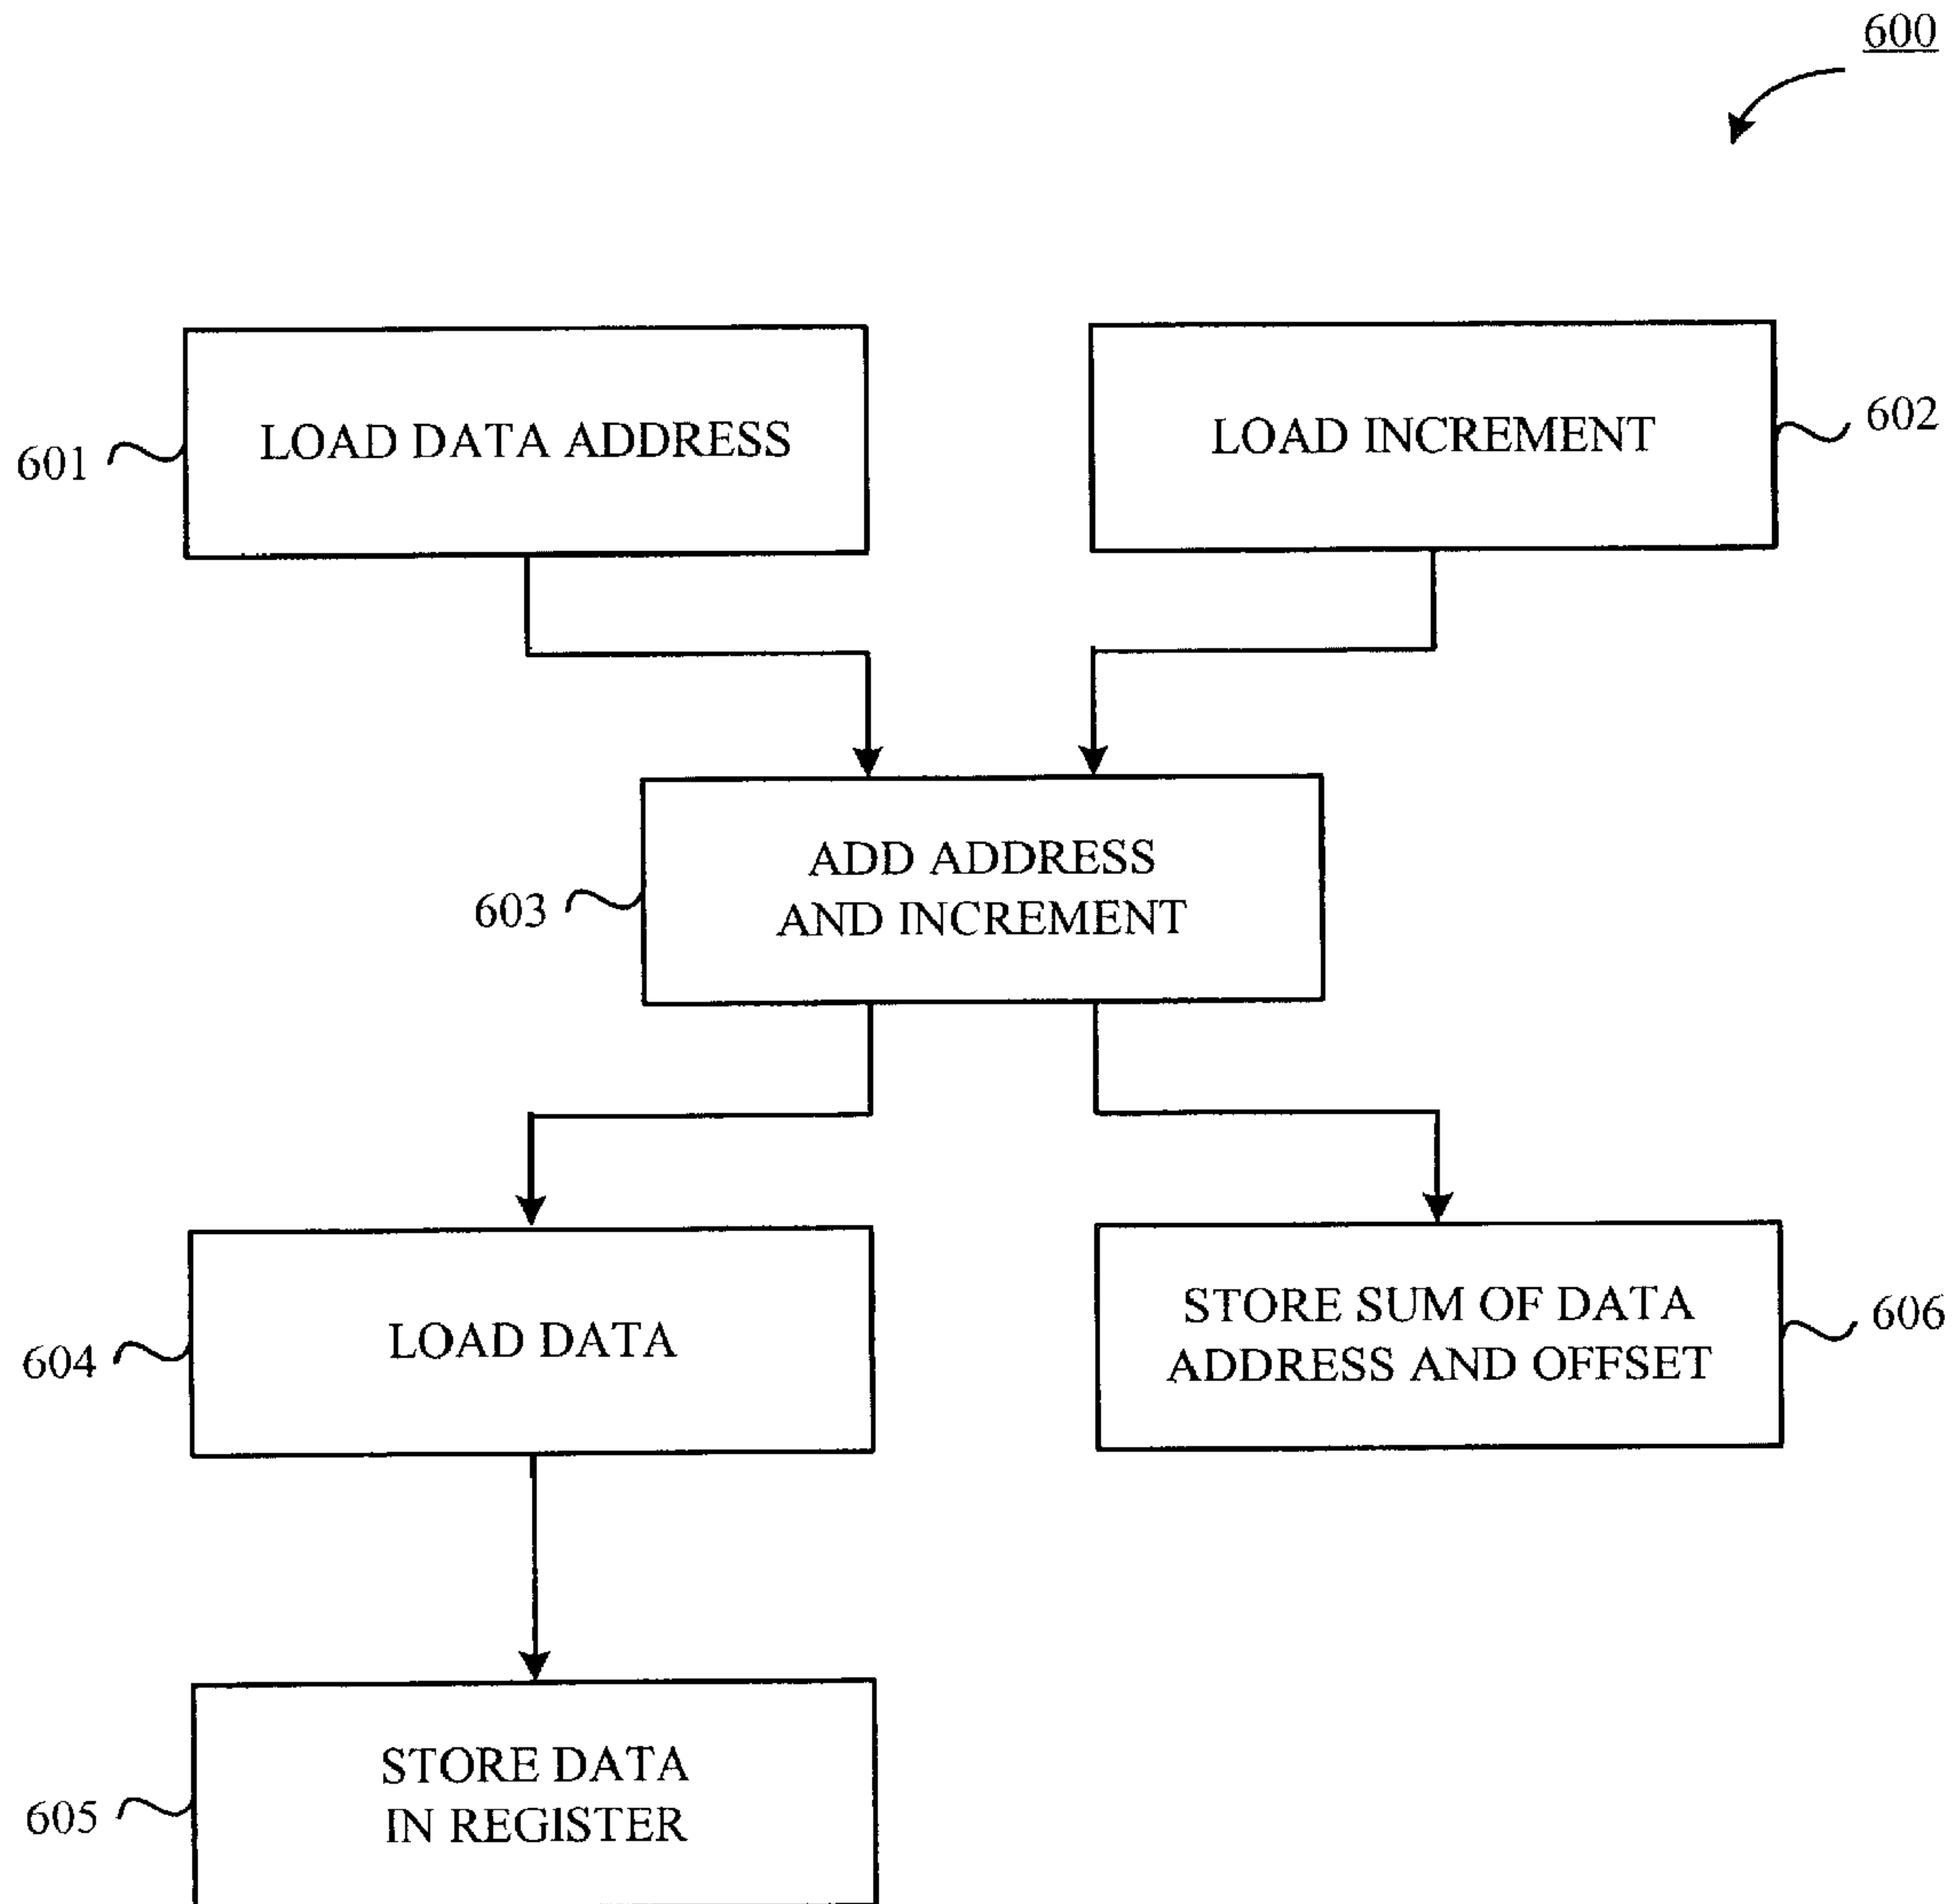 600
LOAD DATA ADDRESS
601
LOAD INCREMENT
602
ADD ADDRESS
AND INCREMENT
603
LOAD DATA
604
STORE SUM OF DATA
ADDRESS AND OFFSET
606
STORE DATA
IN REGISTER
605